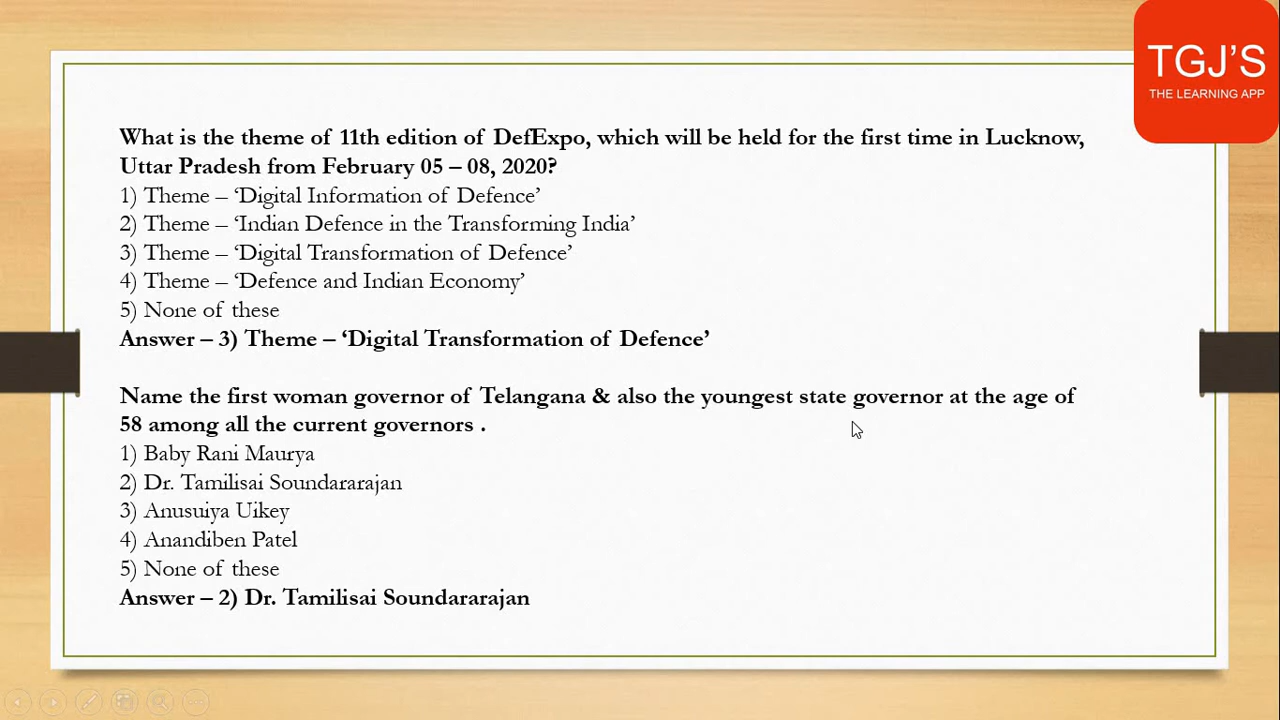 TGJ'S
THE LEARNING APP
What is the theme of 11th edition of DefExpo, which will be held for the first time in Lucknow,
Uttar Pradesh from February 05 – 08, 2020?
1) Theme – ‘Digital Information of Defence’
2) Theme – ‘Indian Defence in the Transforming India’
3) Theme – ‘Digital Transformation of Defence’
4) Theme – ‘Defence and Indian Economy’
5) None of these
Answer – 3) Theme – ‘Digital Transformation of Defence’
Name the first woman governor of Telangana & also the youngest state governor at the age of
58 among all the current governors .
1) Baby Rani Maurya
2) Dr. Tamilisai Soundararajan
3) Anusuiya Uikey
4) Anandiben Patel
5) None of these
Answer – 2) Dr. Tamilisai Soundararajan